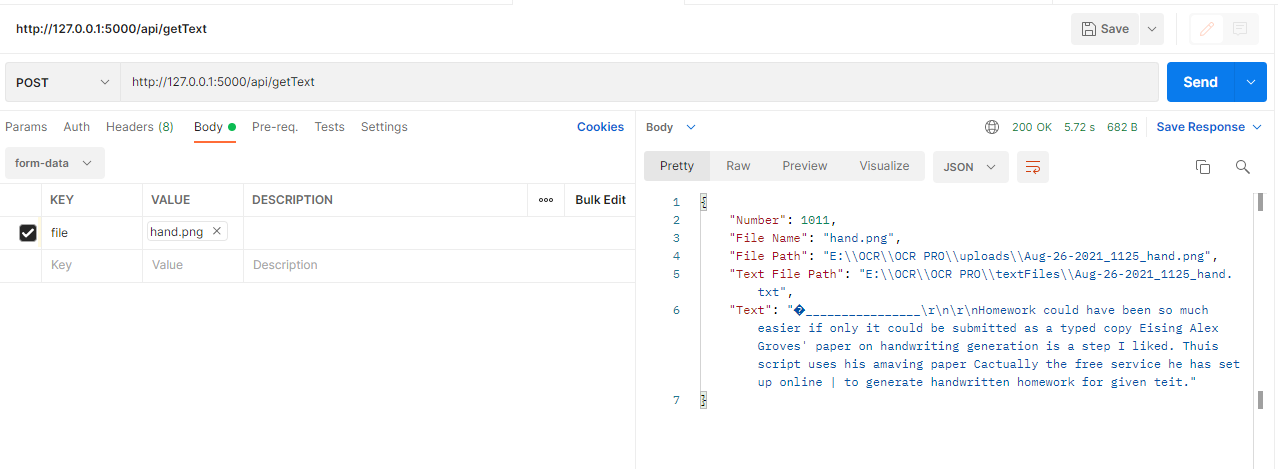 http://127.0.0.1:5000/api/getText
Save
POST
http://127.0.0.1:5000/api/getText
Send
Params Auth Headers (8) Body Pre-req. Tests Settings Cookies
form-data
KEY VALUE DESCRIPTION ooo Bulk Edit
file hand.png ×
Key Value Description
Body 200 OK 5.72 s 682 B Save Response
Pretty Raw Preview Visualize JSON
1 {
2 "Number": 1011,
3 "File Name": "hand.png",
4 "File Path": "E:\\OCR\\OCR PRO\\uploads\\Aug-26-2021_1125_hand.png",
5 "Text File Path": "E:\\OCR\\OCR PRO\\textFiles\\Aug-26-2021_1125_hand.
txt",
6 "Text": "�________________\r\n\r\nHomework could have been so much
easier if only it could be submitted as a typed copy Eising Alex
Groves' paper on handwriting generation is a step I liked. Thuis
script uses his amaving paper Cactually the free service he has set
up online | to generate handwritten homework for given teit."
7 }